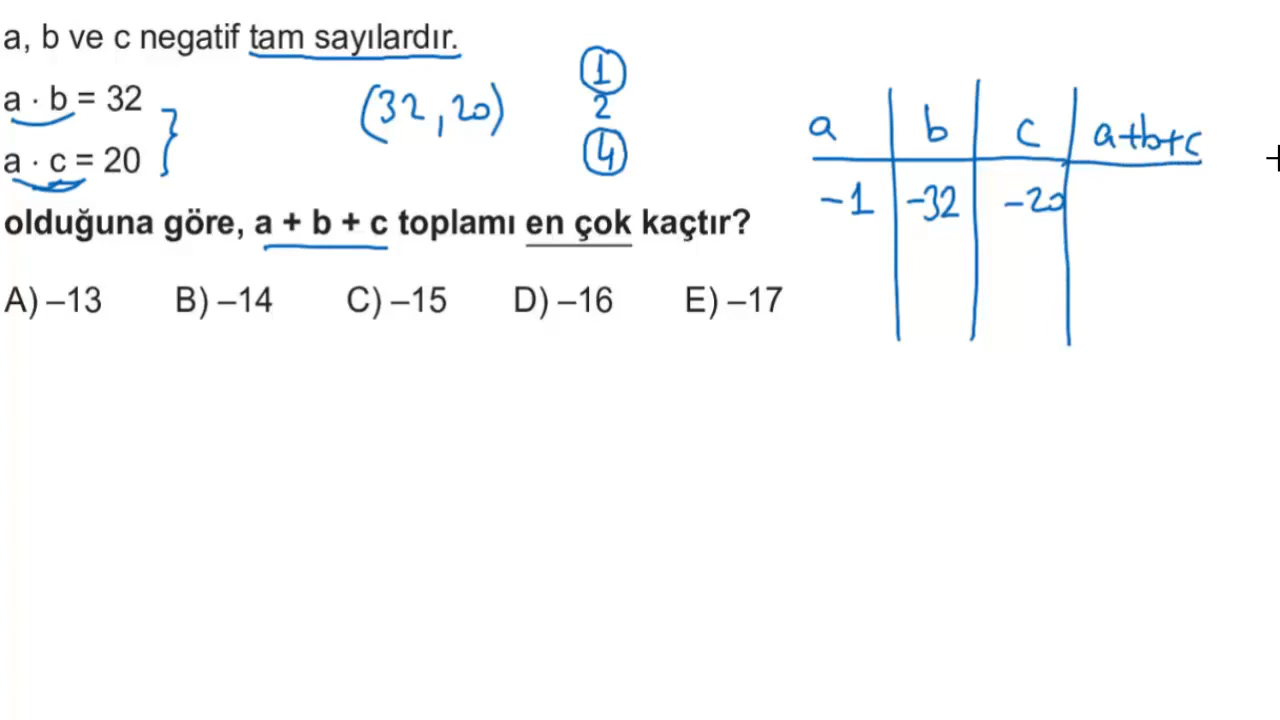 a, b ve c negatif tam sayılardır.
a · b = 32
a · c = 20
(32, 20)
1
2
4
olduğuna göre, a + b + c toplamı en çok kaçtır?
A) –13 B) –14 C) –15 D) –16 E) –17
a b c a+b+c
-1 -32 -20